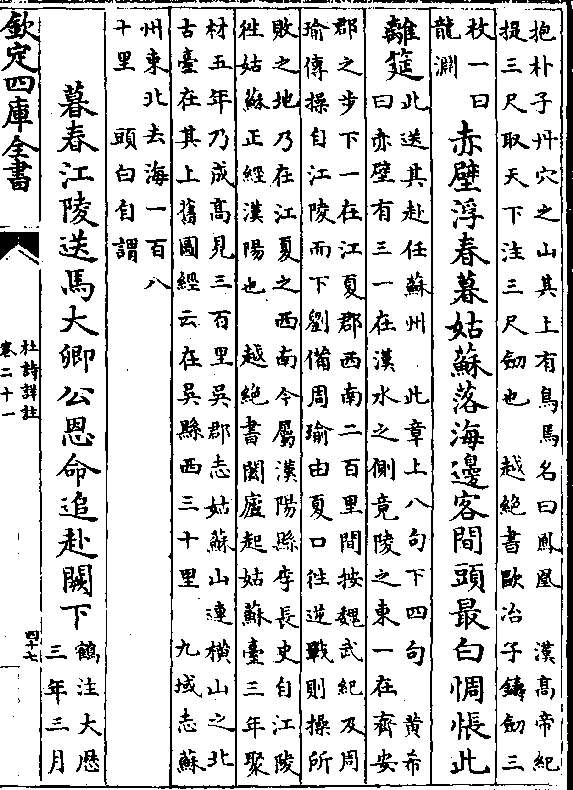 抱朴子丹穴之山其上有鳥焉名曰鳳凰　漢高帝紀
提三尺取天下注三尺劍也　越絶書歐冶子鑄劍三
枚一曰
龍淵
赤壁浮春暮姑蘇落海邊客間頭最白惆悵此
離筵
此送其赴任蘇州　此章上八句下四句　黄希
曰赤壁有三一在漢水之側竟陵之東一在齊安
郡之步下一在江夏郡西南二百里間按魏武紀及周
瑜傳操自江陵而下劉備周瑜由夏口往逆戰則操所
敗之地乃在江夏之西南今屬漢陽縣李長史自江陵
徃姑蘇正經漢陽也　越絶書闔廬起姑蘇臺三年聚
材五年乃成高見三百里吳郡志姑蘇山連横山之北
古臺在其上舊圖經云在吳縣西三十里　九域志蘇
州東北去海一百八
十里　頭白自謂
暮春江陵送馬大卿公恩命追赴闕下
鶴注大厯
三年三月
欽定四庫全書
杜詩詳註
卷二十一
四十七